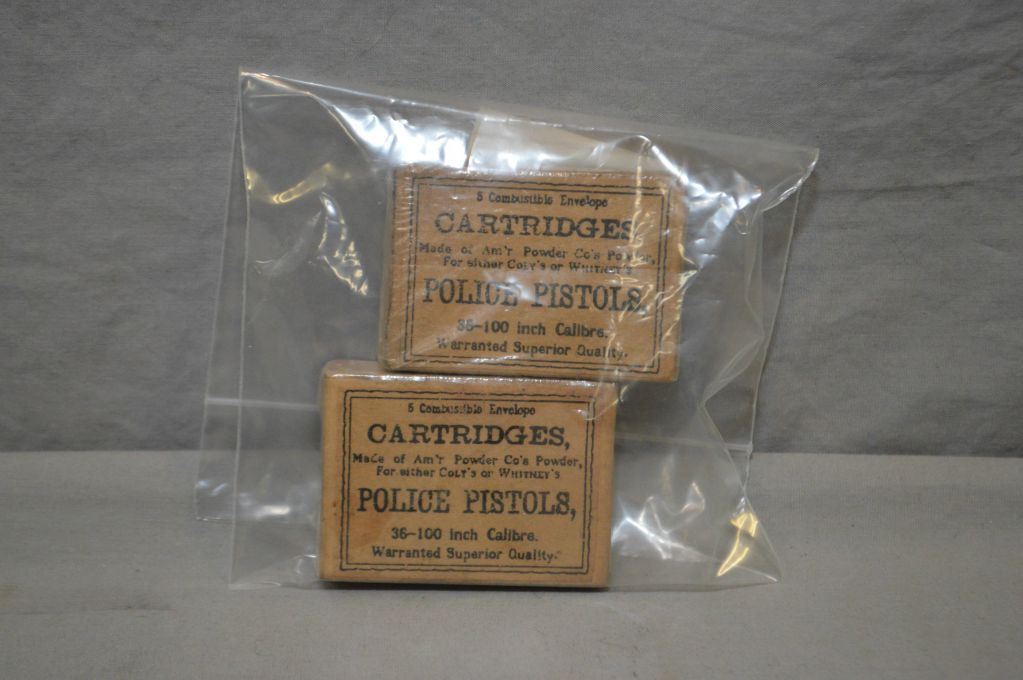 5 Combustible Envelope
CARTRIDGES,
Made of Am'r Powder Co's Powder,
For either COLT'S or WHITNEY'S
POLICE PISTOLS,
36–100 inch Calibre.
Warranted Superior Quality.
5 Combustible Envelope
CARTRIDGES,
Made of Am'r Powder Co's Powder,
For either COLT'S or WHITNEY'S
POLICE PISTOLS,
36–100 inch Calibre.
Warranted Superior Quality.